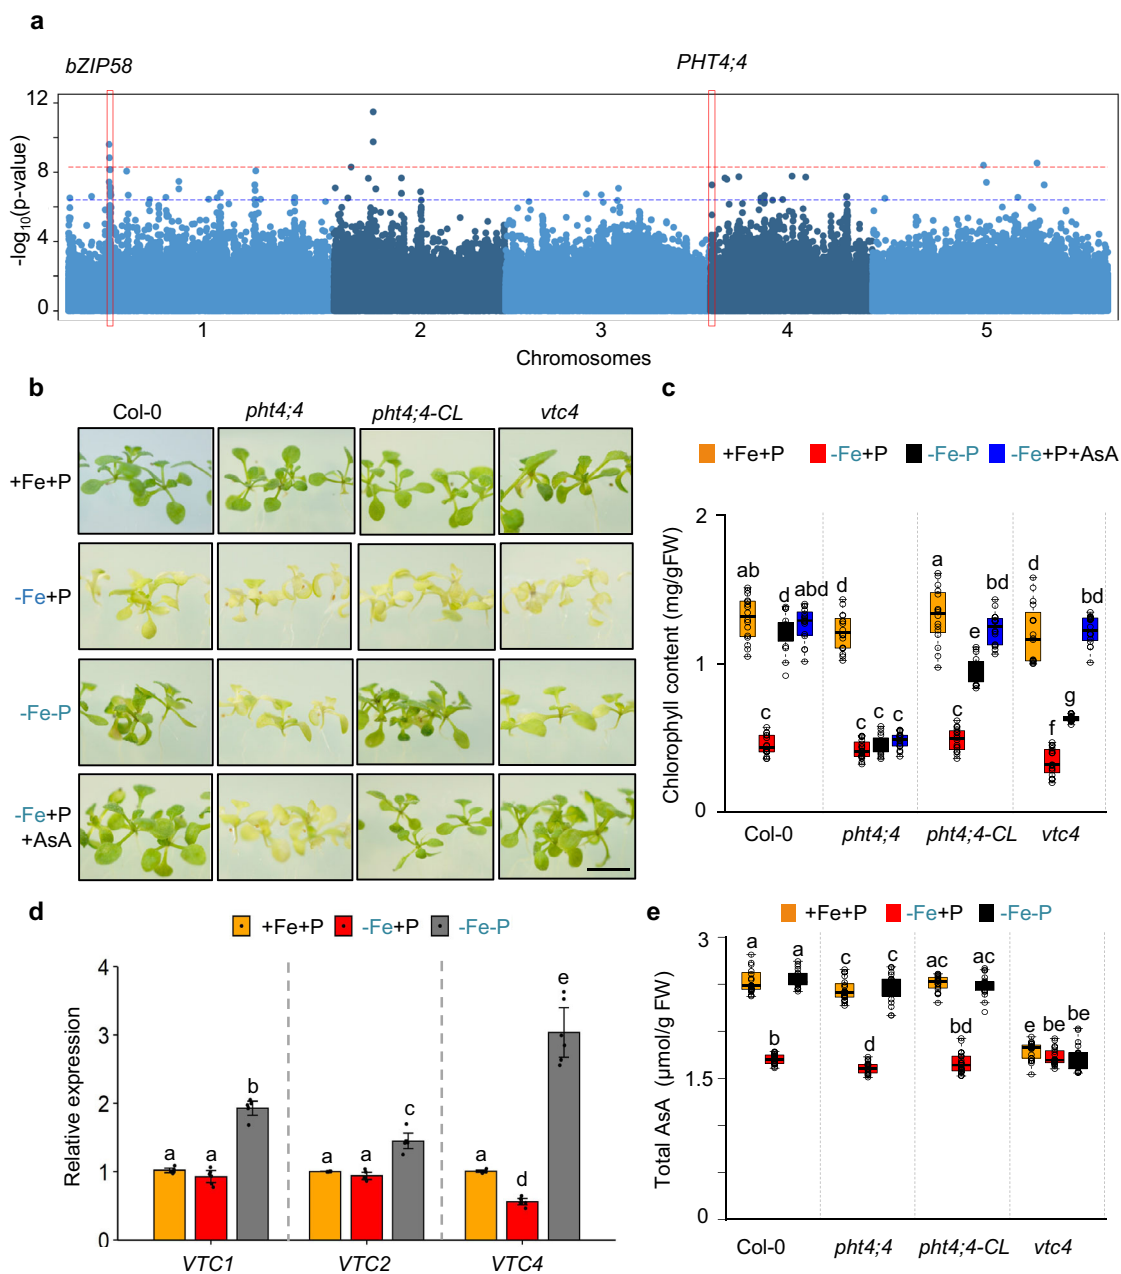 a
bZIP58 PHT4;4
12
8
4
0
-log10(p-value)
1 2 3 4 5
Chromosomes
b
Col-0 pht4;4 pht4;4-CL vtc4
+Fe+P
-Fe+P
-Fe-P
-Fe+P
+AsA
c
+Fe+P -Fe+P -Fe-P -Fe+P+AsA
2
1
0
Chlorophyll content (mg/gFW)
ab c d abd
d c c c
a c e bd
d f g bd
Col-0 pht4;4 pht4;4-CL vtc4
d
+Fe+P -Fe+P -Fe-P
4
3
2
1
0
Relative expression
a a b
a a c
a d e
VTC1 VTC2 VTC4
e
+Fe+P -Fe+P -Fe-P
3
1.5
0
Total AsA (μmol/g FW)
a b a
c d c
ac bd ac
e be be
Col-0 pht4;4 pht4;4-CL vtc4